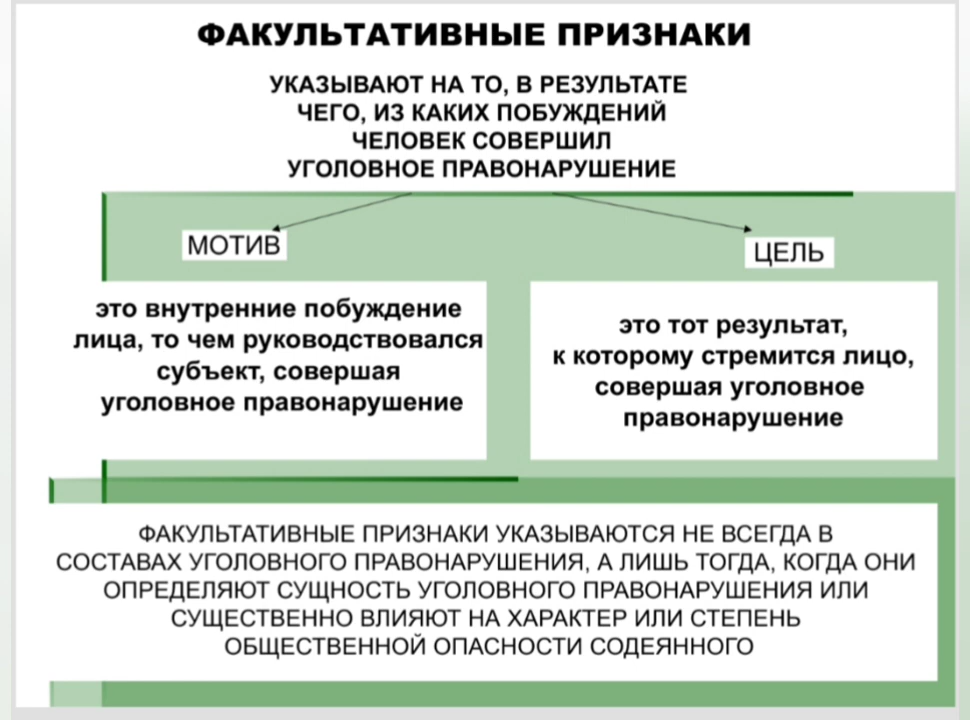 ФАКУЛЬТАТИВНЫЕ ПРИЗНАКИ
УКАЗЫВАЮТ НА ТО, В РЕЗУЛЬТАТЕ
ЧЕГО, ИЗ КАКИХ ПОБУЖДЕНИЙ
ЧЕЛОВЕК СОВЕРШИЛ
УГОЛОВНОЕ ПРАВОНАРУШЕНИЕ
МОТИВ
это внутренние побуждение
лица, то чем руководствовался
субъект, совершая
уголовное правонарушение
ЦЕЛЬ
это тот результат,
к которому стремится лицо,
совершая уголовное
правонарушение
ФАКУЛЬТАТИВНЫЕ ПРИЗНАКИ УКАЗЫВАЮТСЯ НЕ ВСЕГДА В
СОСТАВАХ УГОЛОВНОГО ПРАВОНАРУШЕНИЯ, А ЛИШЬ ТОГДА, КОГДА ОНИ
ОПРЕДЕЛЯЮТ СУЩНОСТЬ УГОЛОВНОГО ПРАВОНАРУШЕНИЯ ИЛИ
СУЩЕСТВЕННО ВЛИЯЮТ НА ХАРАКТЕР ИЛИ СТЕПЕНЬ
ОБЩЕСТВЕННОЙ ОПАСНОСТИ СОДЕЯННОГО